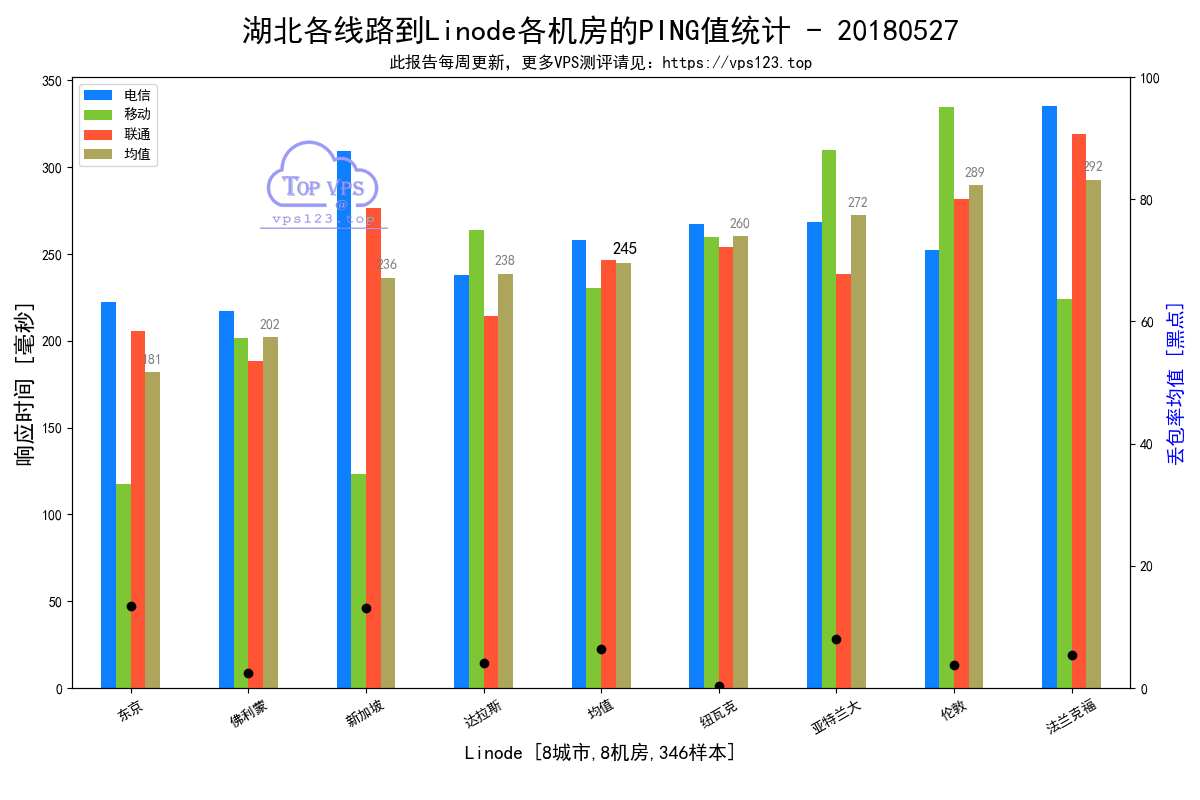 湖北各线路到Linode各机房的PING值统计 - 20180527
此报告每周更新，更多VPS测评请见：https://vps123.top
350
300
250
200
150
100
50
0
响应时间 [毫秒]
电信
移动
联通
均值
TOP VPS
@
vps123.top
181
202
236
238
245
260
272
289
292
100
80
60
40
20
0
丢包率均值 [黑点]
东京
佛利蒙
新加坡
达拉斯
均值
纽瓦克
亚特兰大
伦敦
法兰克福
Linode [8城市,8机房,346样本]